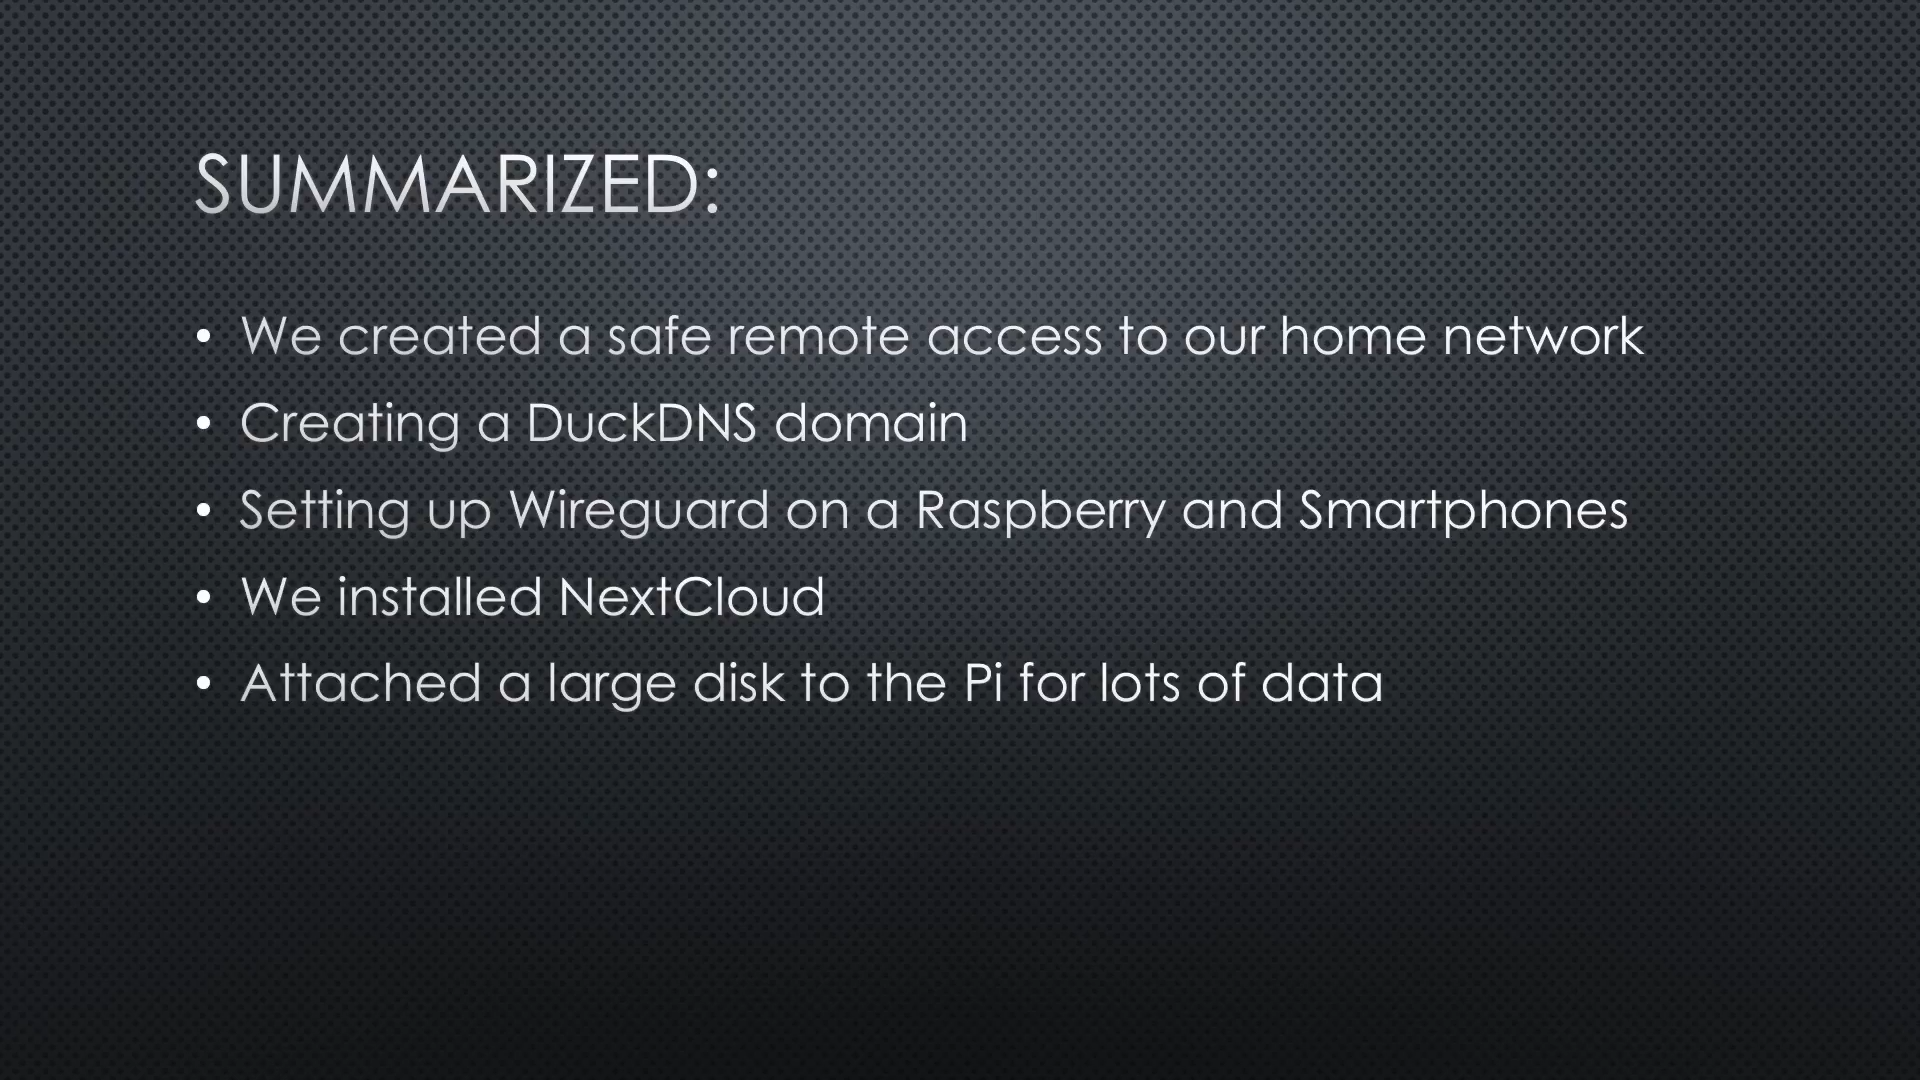 SUMMARIZED:
• We created a safe remote access to our home network
• Creating a DuckDNS domain
• Setting up Wireguard on a Raspberry and Smartphones
• We installed NextCloud
• Attached a large disk to the Pi for lots of data